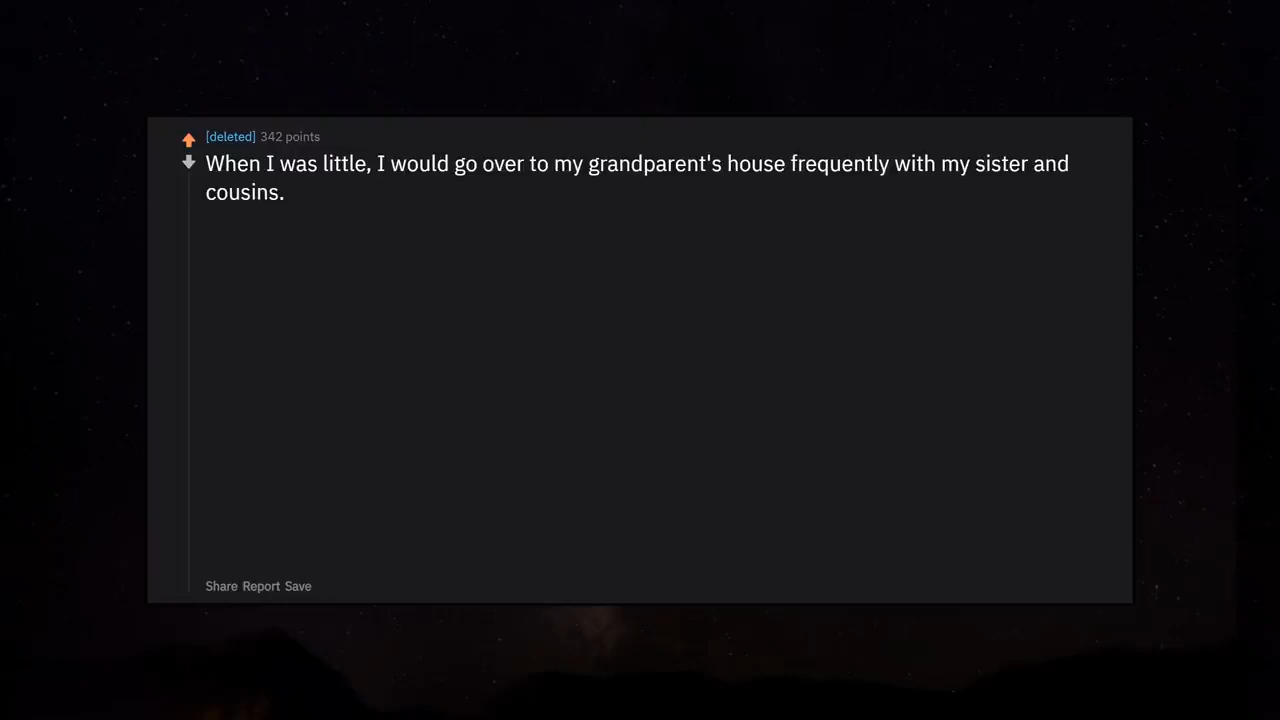 [deleted] 342 points
When I was little, I would go over to my grandparent's house frequently with my sister and
cousins.
Share Report Save